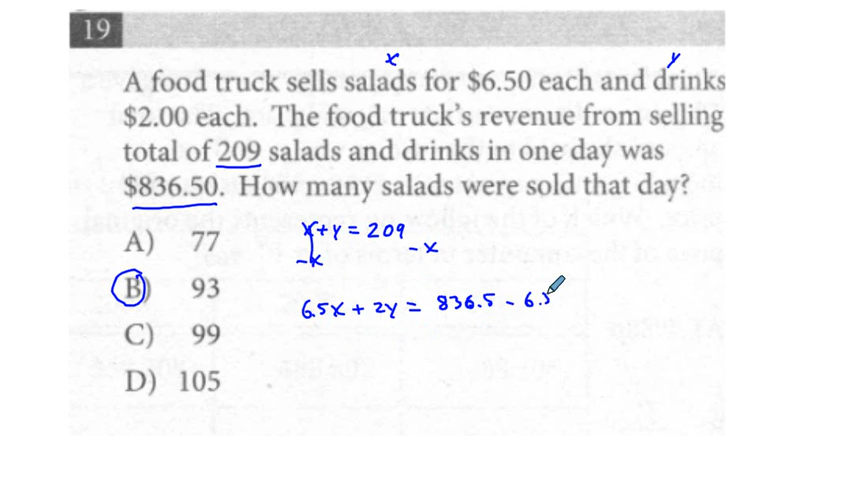 19
x y
A food truck sells salads for $6.50 each and drinks
$2.00 each. The food truck's revenue from selling
total of 209 salads and drinks in one day was
$836.50. How many salads were sold that day?
x+y = 209
A) 77
-x - x
B) 93
6.5x + 2y = 836.5 - 6.5
C) 99
D) 105